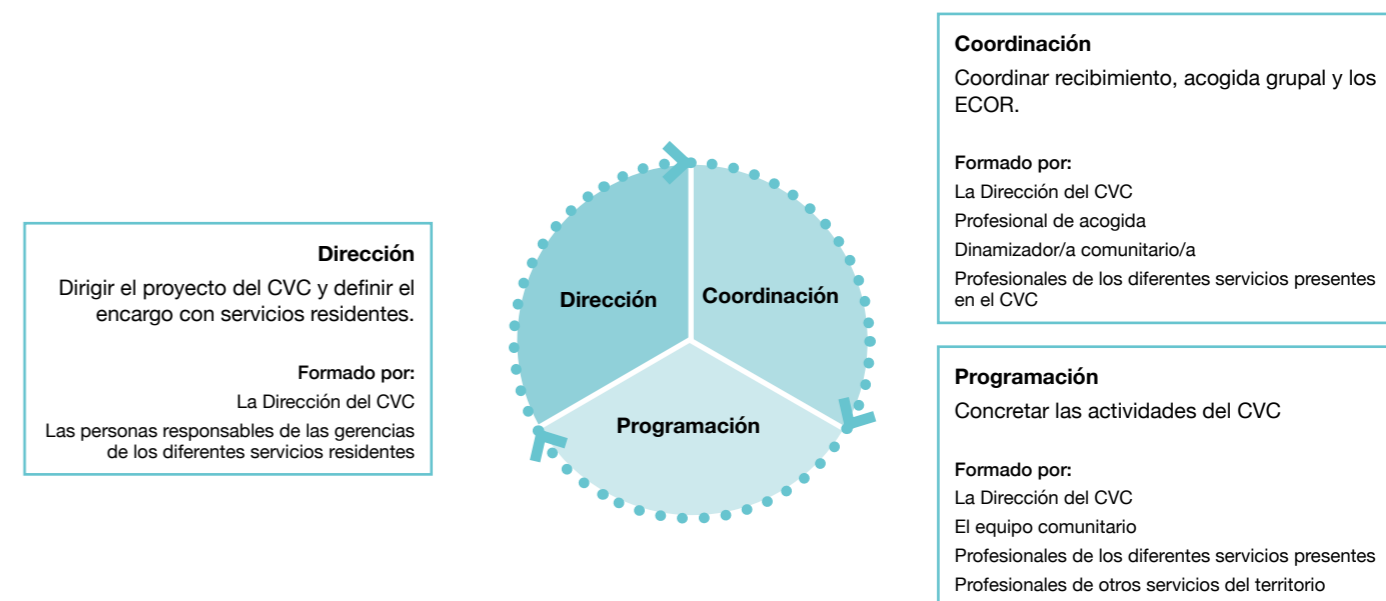 Dirección
Dirigir el proyecto del CVC y definir el
encargo con servicios residentes.
Formado por:
La Dirección del CVC
Las personas responsables de las gerencias
de los diferentes servicios residentes
Dirección
Coordinación
Programación
Coordinación
Coordinar recibimiento, acogida grupal y los
ECOR.
Formado por:
La Dirección del CVC
Profesional de acogida
Dinamizador/a comunitario/a
Profesionales de los diferentes servicios presentes
en el CVC
Programación
Concretar las actividades del CVC
Formado por:
La Dirección del CVC
El equipo comunitario
Profesionales de los diferentes servicios presentes
Profesionales de otros servicios del territorio